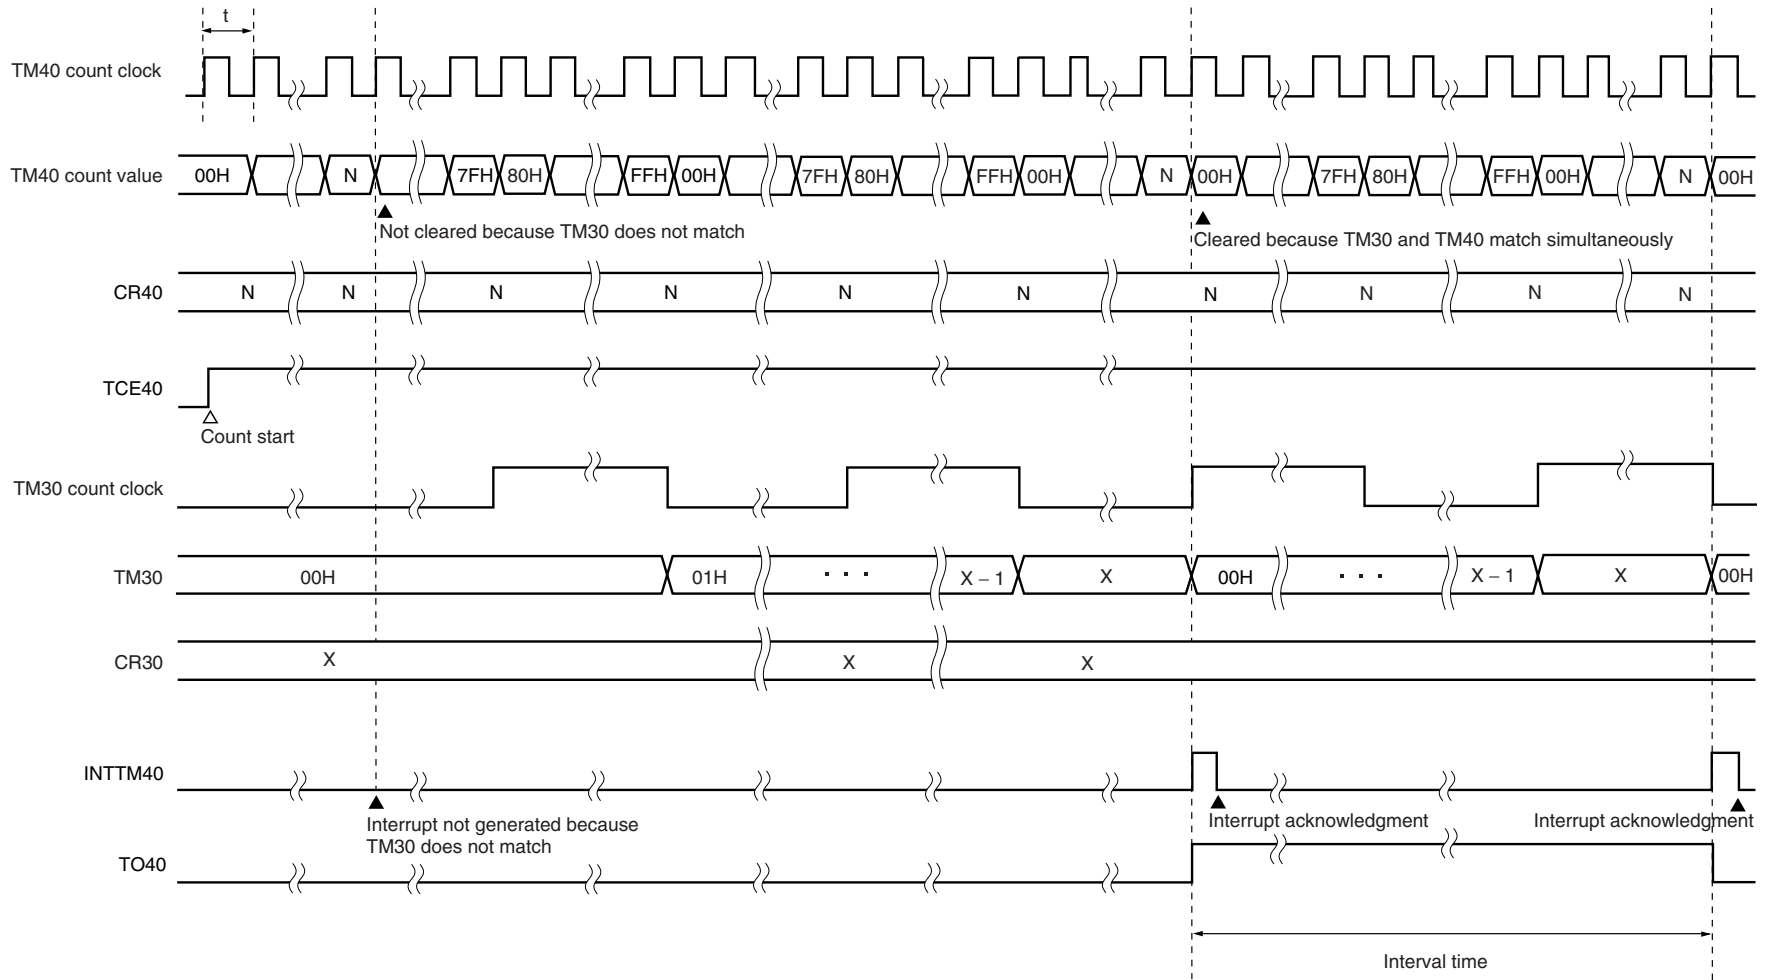 t
TM40 count clock
TM40 count value 00H N 7FH 80H FFH 00H 7FH 80H FFH 00H N 00H 7FH 80H FFH 00H N 00H
Not cleared because TM30 does not match
Cleared because TM30 and TM40 match simultaneously
CR40 N N N N N N N N N N
TCE40
Count start
TM30 count clock
TM30 00H 01H · · · X – 1 X 00H · · · X – 1 X 00H
CR30 X X X
INTTM40
Interrupt not generated because
TM30 does not match
Interrupt acknowledgment Interrupt acknowledgment
TO40
Interval time